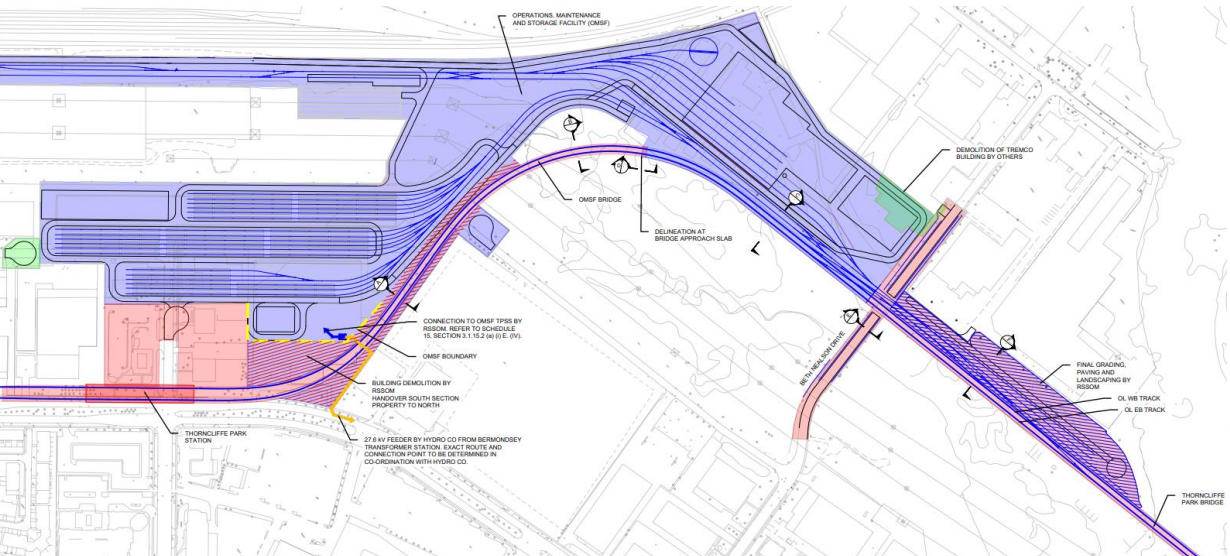 OPERATIONS, MAINTENANCE
AND STORAGE FACILITY (OMSF)
DEMOLITION OF TREMCO
BUILDING BY OTHERS
OMSF BRIDGE
DELINEATION AT
BRIDGE APPROACH SLAB
CONNECTION TO OMSF TPSS BY
RSSOM. REFER TO SCHEDULE
15, SECTION 3.1.15.2 (a) (i) E. (IV).
OMSF BOUNDARY
BUILDING DEMOLITION BY
RSSOM
HANDOVER SOUTH SECTION
PROPERTY TO NORTH
BETH NEALSON DRIVE
FINAL GRADING,
PAVING AND
LANDSCAPING BY
RSSOM
OL WB TRACK
OL EB TRACK
THORNCLIFFE PARK
STATION
27.6 kV FEEDER BY HYDRO CO FROM BERMONDSEY
TRANSFORMER STATION. EXACT ROUTE AND
CONNECTION POINT TO BE DETERMINED IN
CO-ORDINATION WITH HYDRO CO.
THORNCLIFFE
PARK BRIDGE